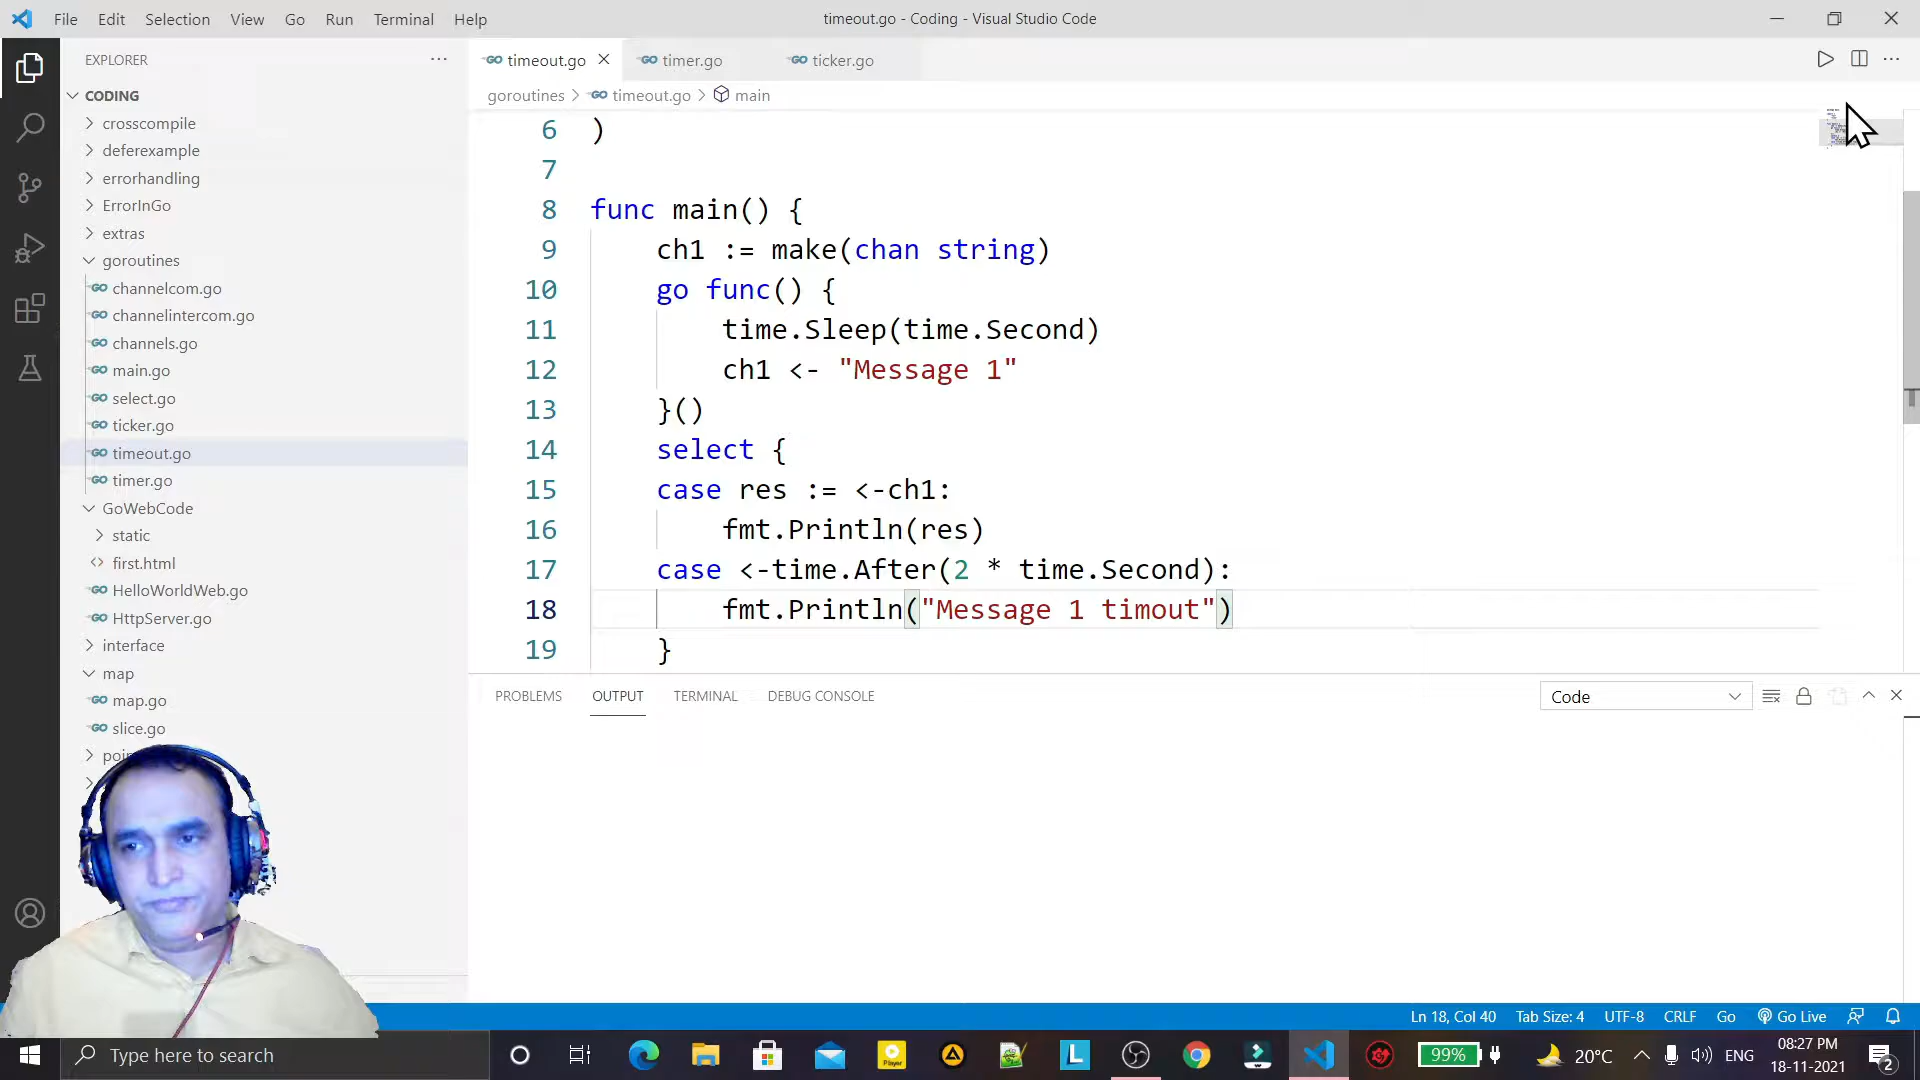 File Edit Selection View Go Run Terminal Help
timeout.go - Coding - Visual Studio Code
EXPLORER
CODING
crosscompile
deferexample
errorhandling
ErrorInGo
extras
goroutines
channelcom.go
channelintercom.go
channels.go
main.go
select.go
ticker.go
timeout.go
timer.go
GoWebCode
static
first.html
HelloWorldWeb.go
HttpServer.go
interface
map
map.go
slice.go
timeout.go timer.go ticker.go
goroutines > timeout.go > main
6 )
7
8 func main() {
9 ch1 := make(chan string)
10 go func() {
11 time.Sleep(time.Second)
12 ch1 <- "Message 1"
13 }()
14 select {
15 case res := <-ch1:
16 fmt.Println(res)
17 case <-time.After(2 * time.Second):
18 fmt.Println("Message 1 timout")
19 }
PROBLEMS OUTPUT TERMINAL DEBUG CONSOLE
Code
Ln 18, Col 40 Tab Size: 4 UTF-8 CRLF Go Go Live
Type here to search
99% 20°C ENG
08:27 PM
18-11-2021
2